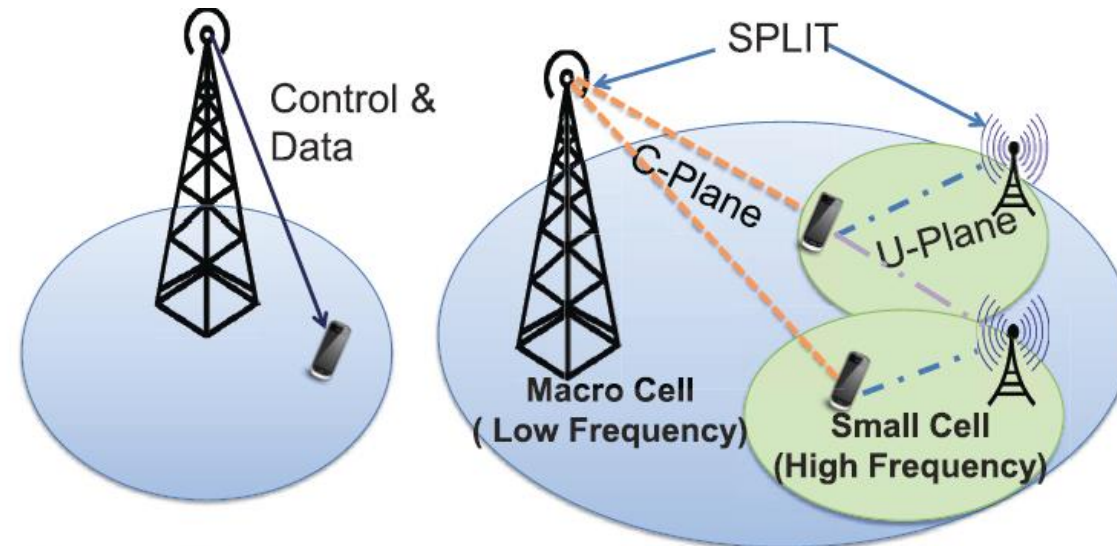 Control &
Data
SPLIT
C-Plane
U-Plane
Macro Cell
( Low Frequency)
Small Cell
(High Frequency)